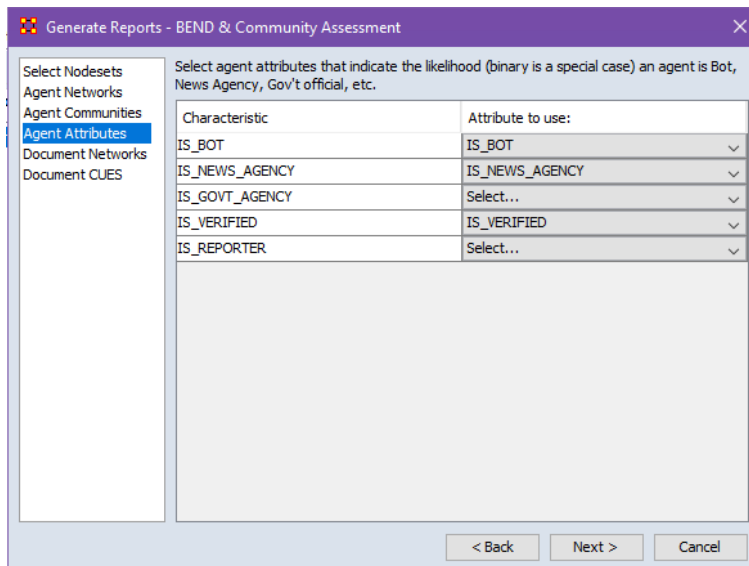 Generate Reports - BEND & Community Assessment
Select Nodesets
Agent Networks
Agent Communities
Agent Attributes
Document Networks
Document CUES
Select agent attributes that indicate the likelihood (binary is a special case) an agent is Bot,
News Agency, Gov't official, etc.
Characteristic Attribute to use:
IS_BOT IS_BOT
IS_NEWS_AGENCY IS_NEWS_AGENCY
IS_GOVT_AGENCY Select...
IS_VERIFIED IS_VERIFIED
IS_REPORTER Select...
< Back Next > Cancel